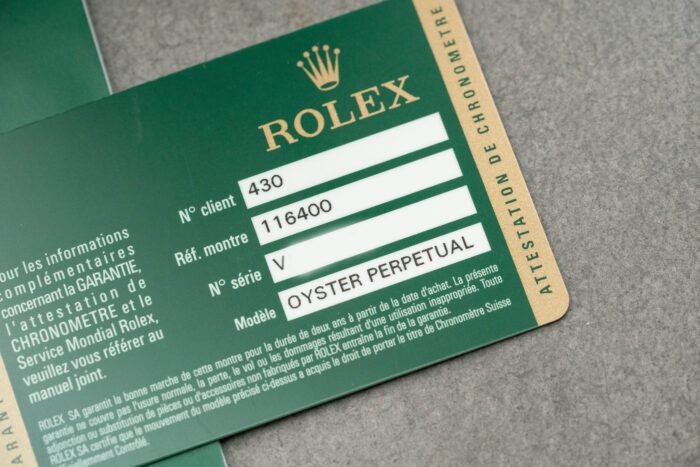 ROLEX
N° client 430
Réf. montre 116400
N° série V
Modèle OYSTER PERPETUAL
our les informations
complémentaires
concernant la GARANTIE,
l'attestation de
CHRONOMETRE et le
Service Mondial Rolex,
veuillez vous référer au
manuel joint.
ROLEX SA garantit la bonne marche de cette montre pour la durée de deux ans à partir de la date d'achat. La présente
garantie ne couvre pas l'usure normale, la perte, le vol ou les dommages résultant d'une utilisation inappropriée. Toute
adjonction ou substitution de pièces ou d'accessoires non fabriqués par ROLEX entraîne la fin de la garantie.
ROLEX SA certifie que le mouvement du modèle précisé ci-dessus a acquis le droit de porter le titre de Chronomètre Suisse
Contrôlé.
ATTESTATION DE CHRONOMETRE
ARANT